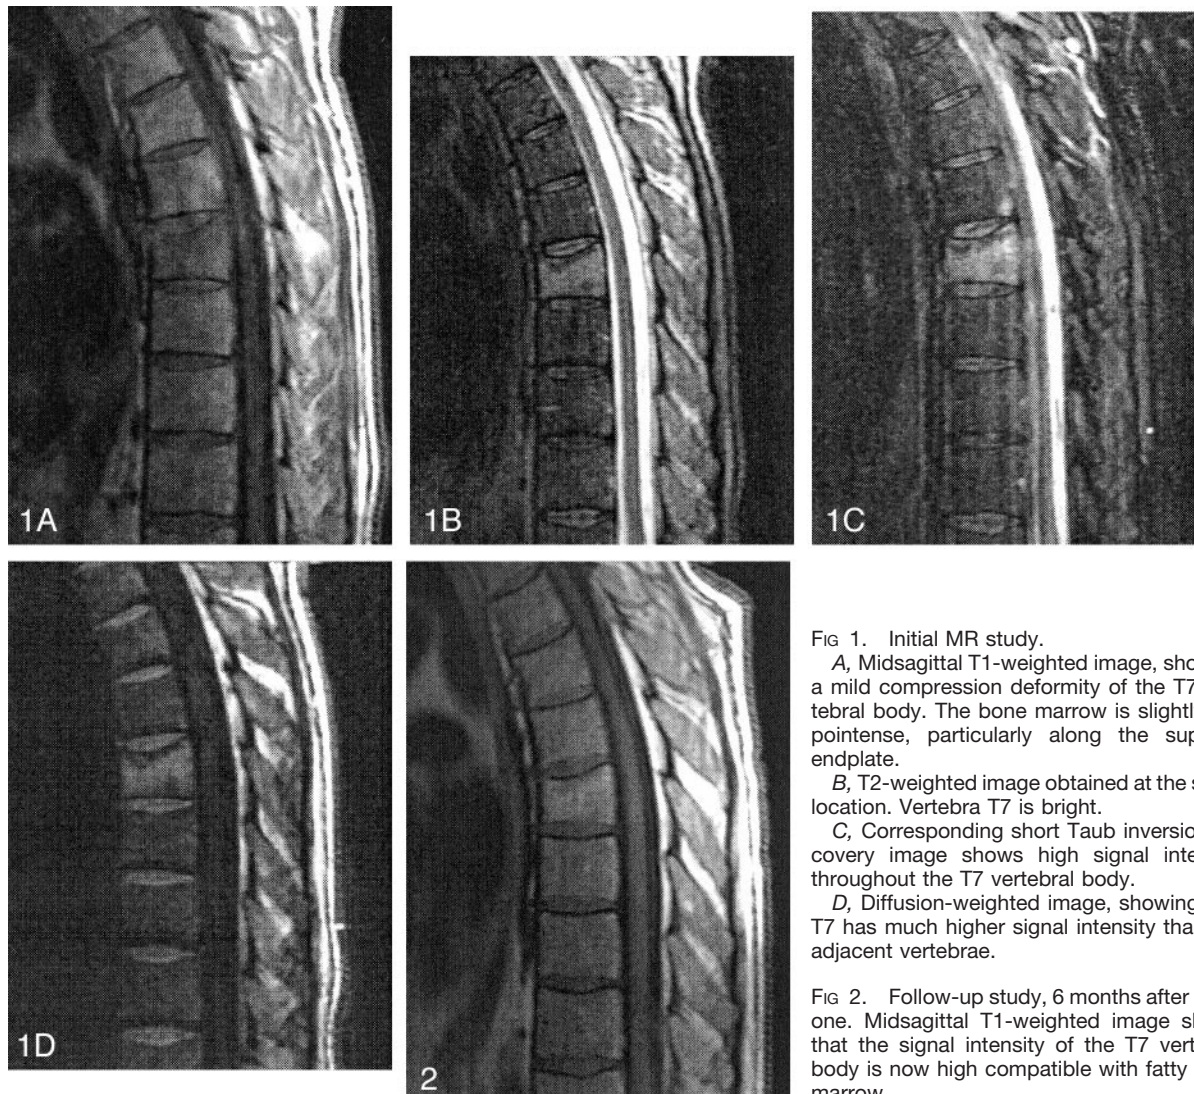 1A
1B
1C
1D
2
FIG 1. Initial MR study.
A, Midsagittal T1-weighted image, sho
a mild compression deformity of the T7
tebral body. The bone marrow is slightl
pointense, particularly along the sup
endplate.
B, T2-weighted image obtained at the s
location. Vertebra T7 is bright.
C, Corresponding short Taub inversion
covery image shows high signal inte
throughout the T7 vertebral body.
D, Diffusion-weighted image, showing
T7 has much higher signal intensity tha
adjacent vertebrae.
FIG 2. Follow-up study, 6 months after
one. Midsagittal T1-weighted image s
that the signal intensity of the T7 vert
body is now high compatible with fatty
marrow